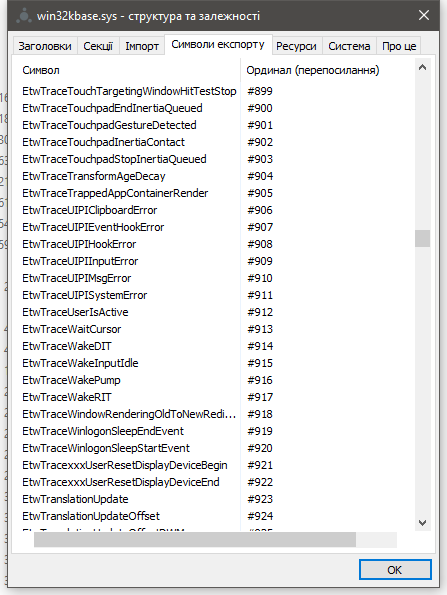 win32kbase.sys - структура та залежності
Заголовки Секції Імпорт Символи експорту Ресурси Система Про це
Символ Ординал (перепосилання)
EtwTraceTouchTargetingWindowHitTestStop #899
EtwTraceTouchpadEndInertiaQueued #900
EtwTraceTouchpadGestureDetected #901
EtwTraceTouchpadInertiaContact #902
EtwTraceTouchpadStopInertiaQueued #903
EtwTraceTransformAgeDecay #904
EtwTraceTrappedAppContainerRender #905
EtwTraceUIPIClipboardError #906
EtwTraceUIPIEventHookError #907
EtwTraceUIPIHookError #908
EtwTraceUIPIInputError #909
EtwTraceUIPIMsgError #910
EtwTraceUIPISystemError #911
EtwTraceUserIsActive #912
EtwTraceWaitCursor #913
EtwTraceWakeDIT #914
EtwTraceWakeInputIdle #915
EtwTraceWakePump #916
EtwTraceWakeRIT #917
EtwTraceWindowRenderingOldToNewRedi... #918
EtwTraceWinlogonSleepEndEvent #919
EtwTraceWinlogonSleepStartEvent #920
EtwTracexxxUserResetDisplayDeviceBegin #921
EtwTracexxxUserResetDisplayDeviceEnd #922
EtwTranslationUpdate #923
EtwTranslationUpdateOffset #924
OK